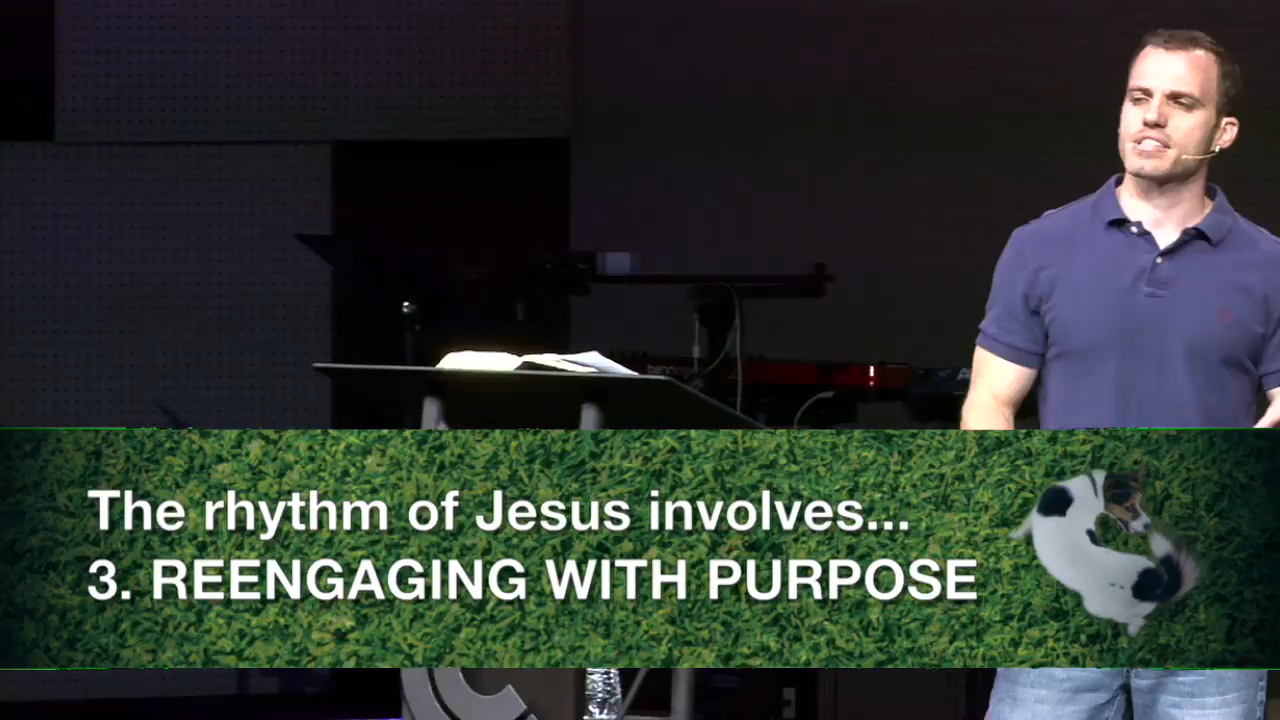 The rhythm of Jesus involves...
3. REENGAGING WITH PURPOSE